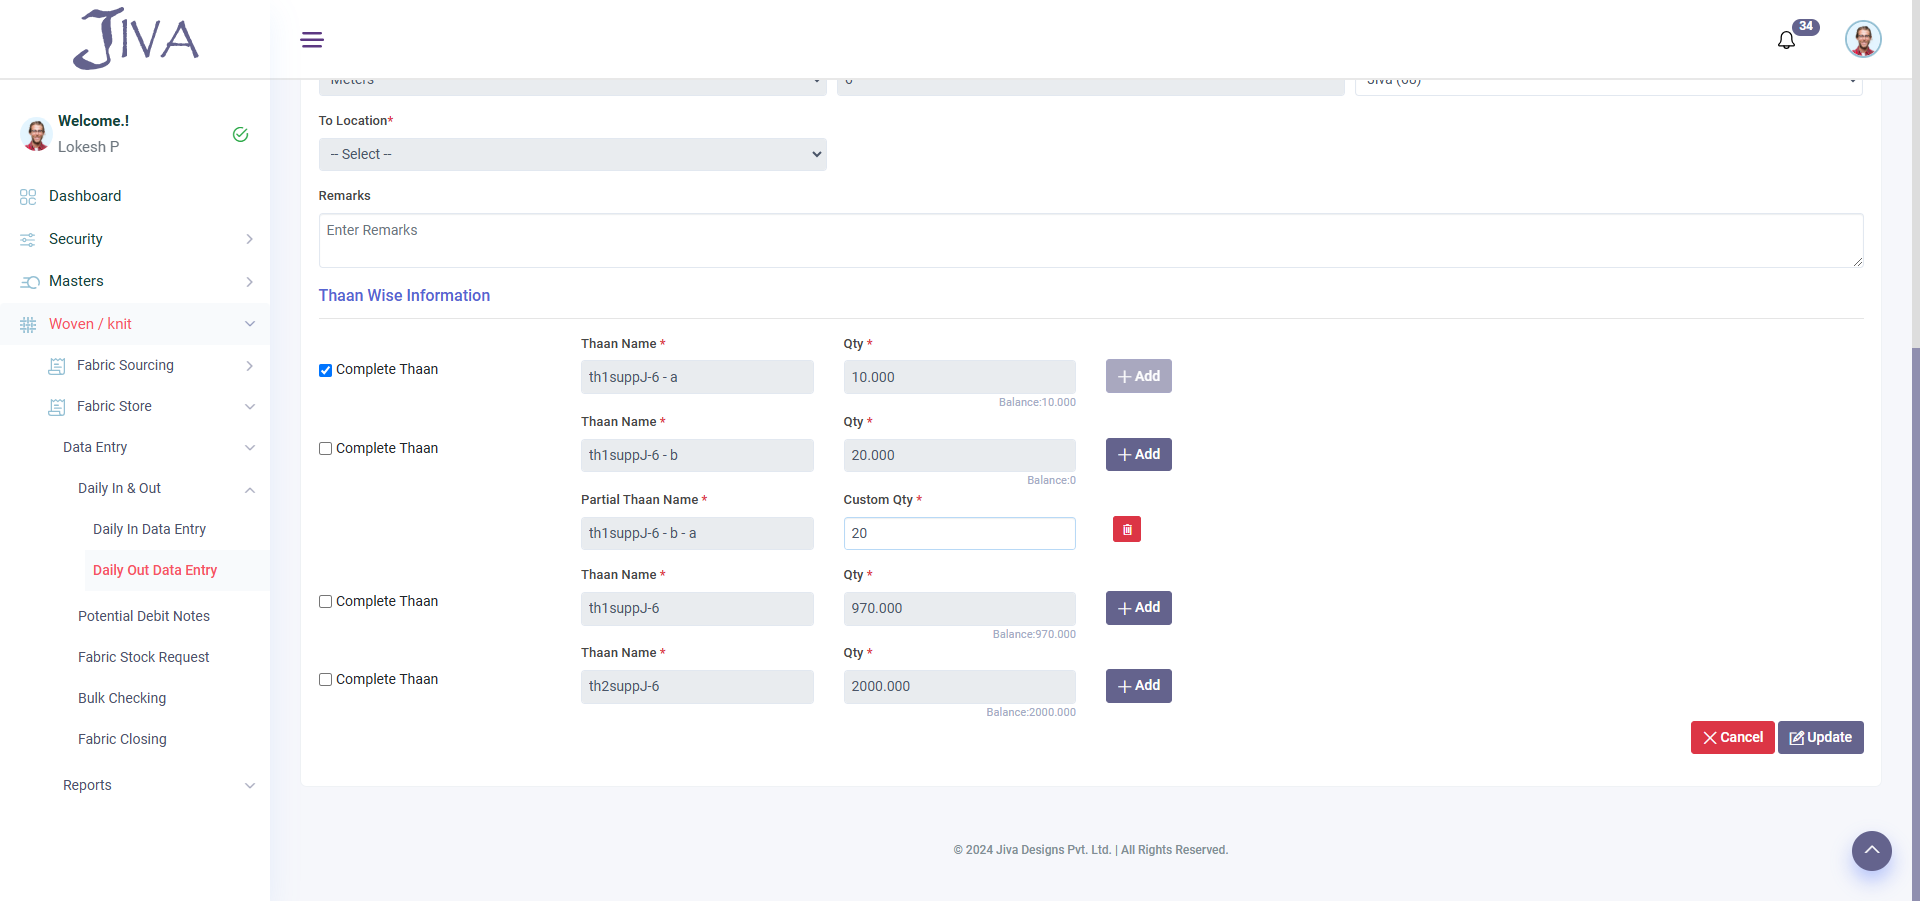 JIVA
34
Welcome.!
Lokesh P
Dashboard
Security
Masters
Woven / knit
Fabric Sourcing
Fabric Store
Data Entry
Daily In & Out
Daily In Data Entry
Daily Out Data Entry
Potential Debit Notes
Fabric Stock Request
Bulk Checking
Fabric Closing
Reports
Meters
To Location*
-- Select --
Remarks
Enter Remarks
Thaan Wise Information
Complete Thaan
Thaan Name *
th1suppJ-6 - a
Qty *
10.000
Balance:10.000
+ Add
Complete Thaan
Thaan Name *
th1suppJ-6 - b
Qty *
20.000
Balance:0
+ Add
Partial Thaan Name *
th1suppJ-6 - b - a
Custom Qty *
20
Complete Thaan
Thaan Name *
th1suppJ-6
Qty *
970.000
Balance:970.000
+ Add
Complete Thaan
Thaan Name *
th2suppJ-6
Qty *
2000.000
Balance:2000.000
+ Add
Cancel
Update
© 2024 Jiva Designs Pvt. Ltd. | All Rights Reserved.